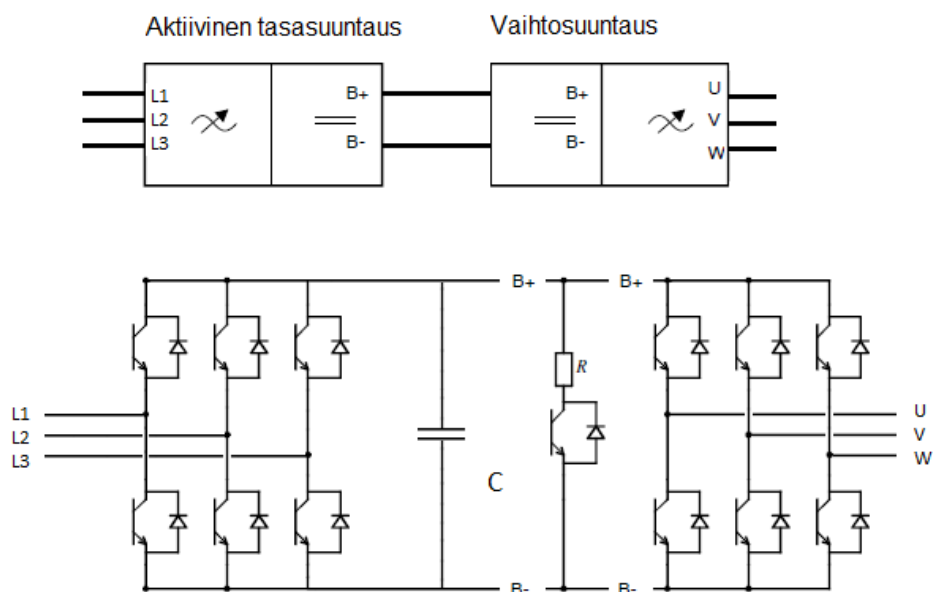 Aktiivinen tasasuuntaus Vaihtosuuntaus
L1 B+ B+ U
L2 V
L3 B- B- W
B+ B+
R
L1 U
L2 V
L3 W
C
B- B-